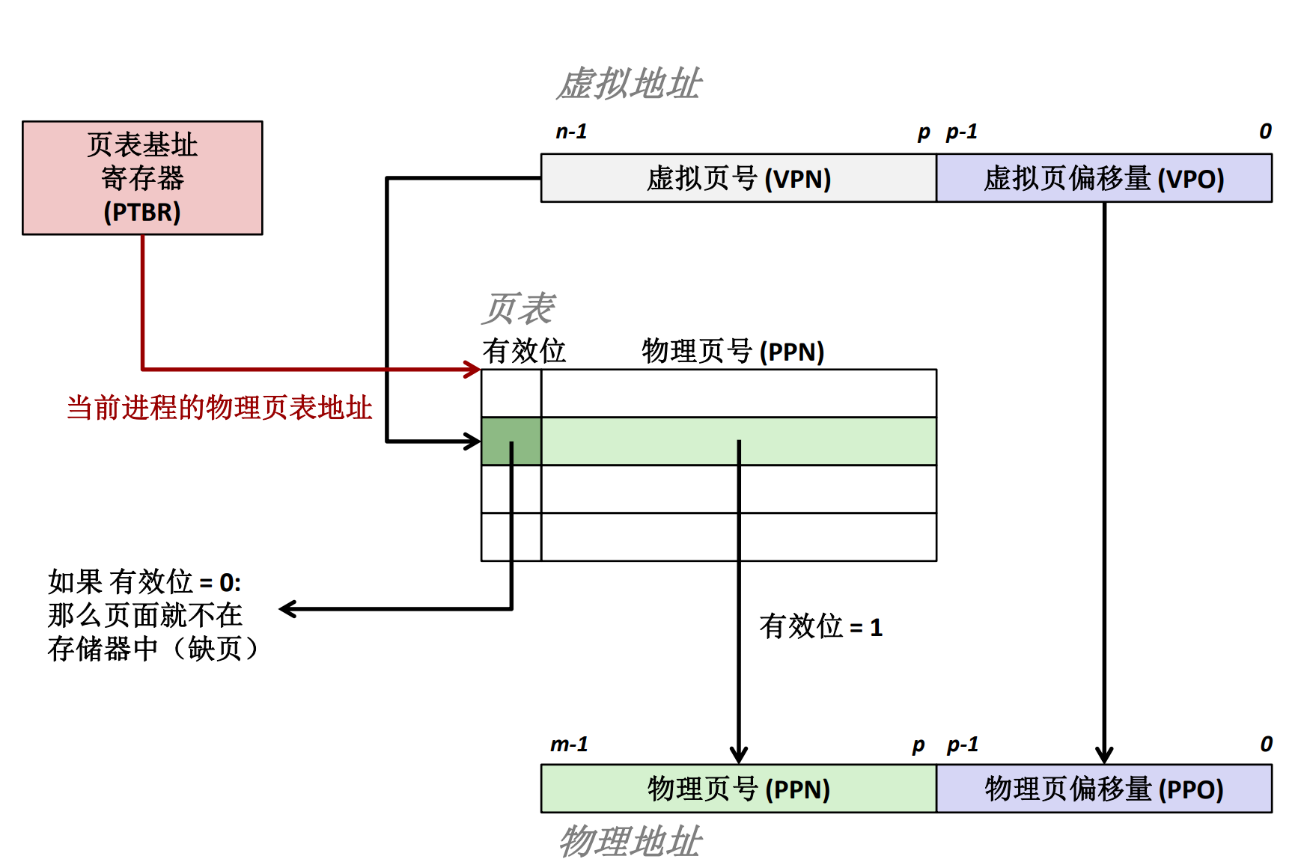 虚拟地址
n-1 p p-1 0
页表基址
寄存器
(PTBR)
虚拟页号 (VPN) 虚拟页偏移量 (VPO)
页表
有效位 物理页号 (PPN)
当前进程的物理页表地址
如果 有效位 = 0:
那么页面就不在
存储器中（缺页）
有效位 = 1
m-1 p p-1 0
物理页号 (PPN) 物理页偏移量 (PPO)
物理地址